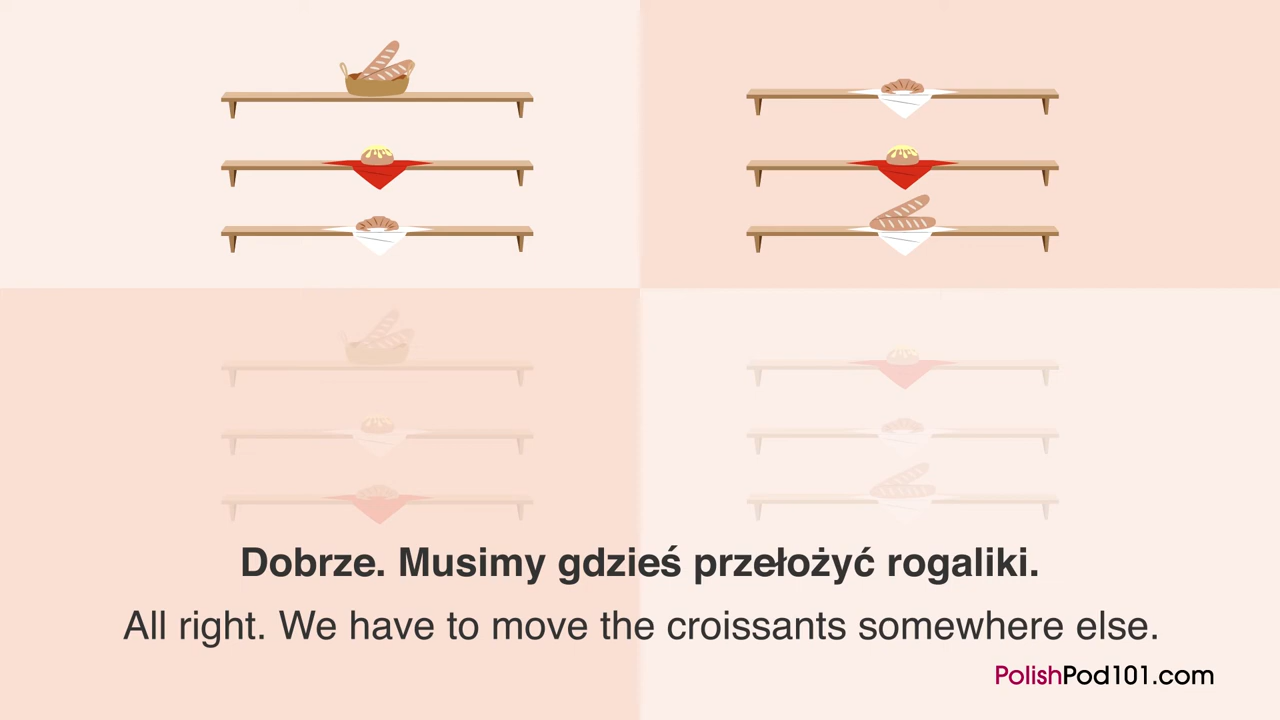 Dobrze. Musimy gdzieś przełożyć rogaliki.
All right. We have to move the croissants somewhere else.
PolishPod101.com